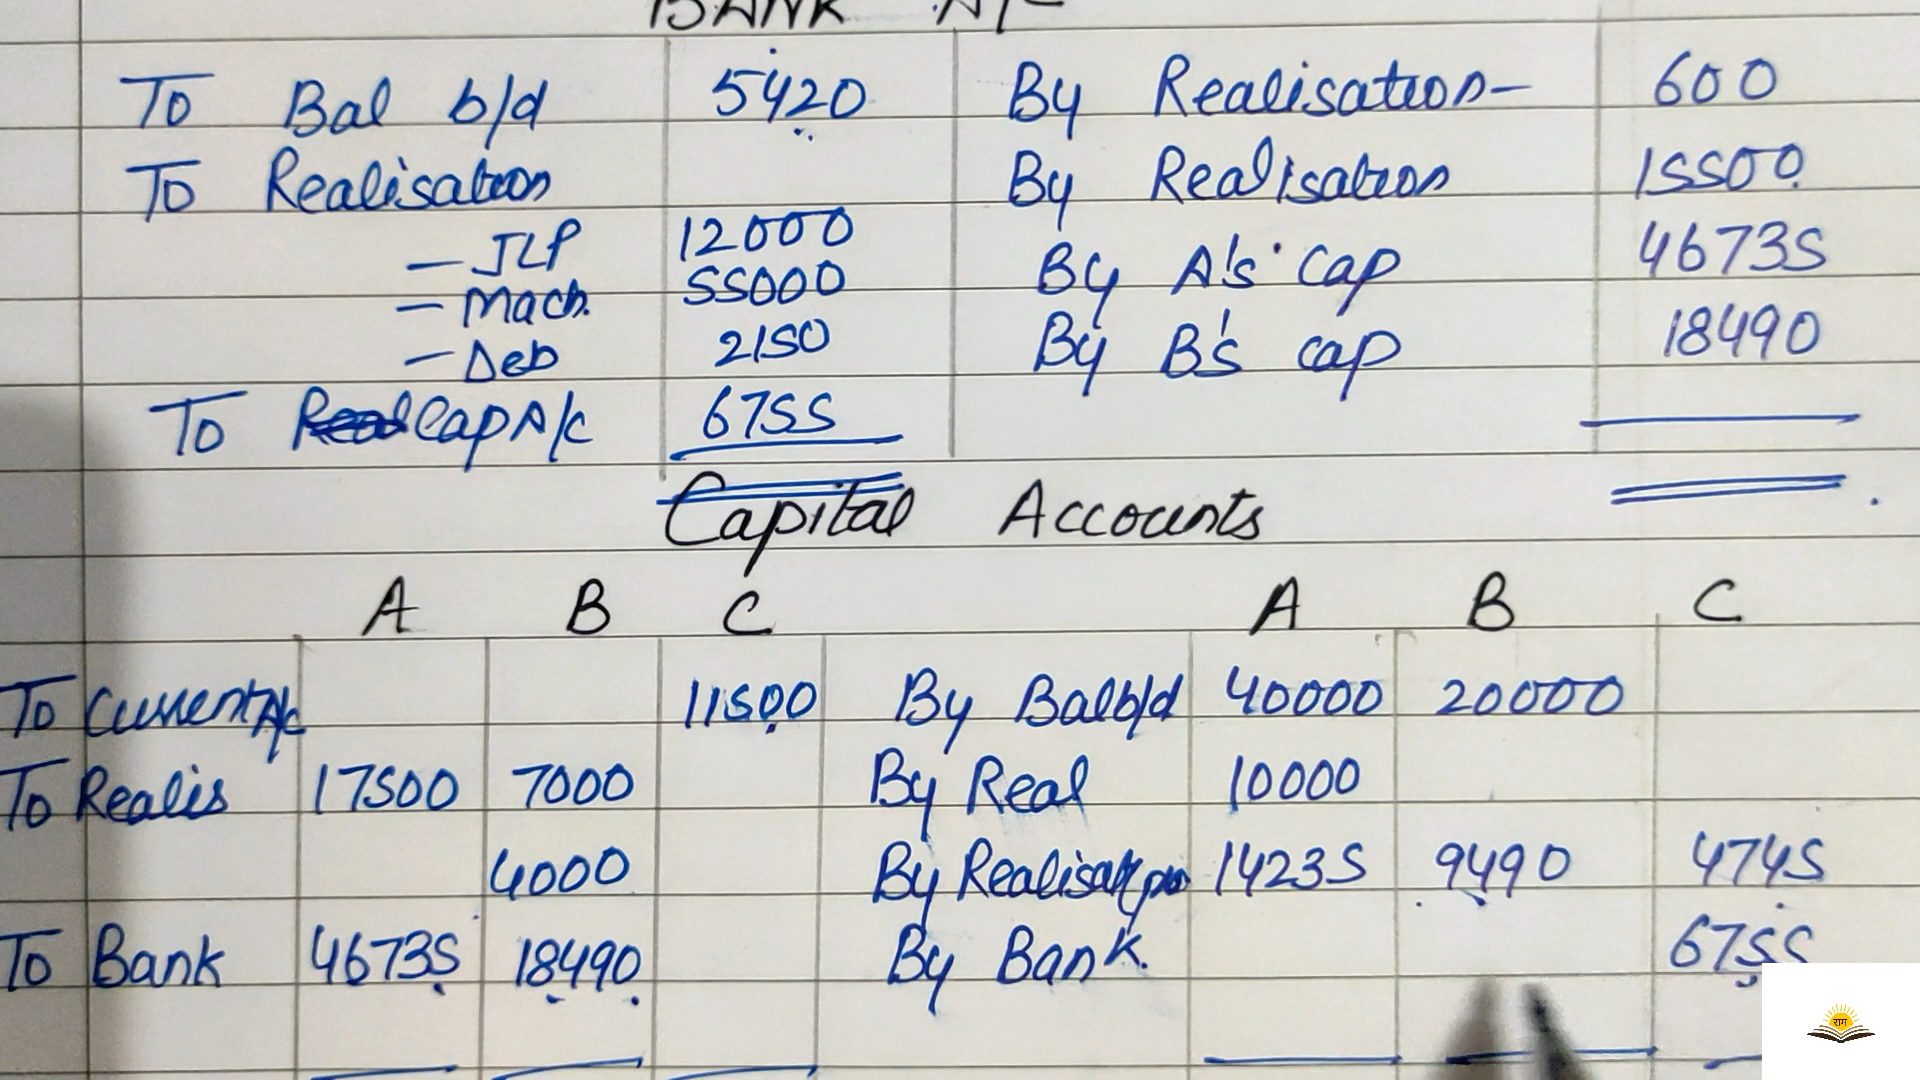 BANK A/C
To Bal b/d 5420 By Realisation- 600
To Realisation By Realisation 15500
- JLP 12000 By A's Cap 46735
- Mach. 55000
- Deb 2150 By B's cap 18490
To Cap A/c 6755
Capital Accounts
A B C A B C
To Current A/c 11500 By Bal b/d 40000 20000
To Realis 17500 7000 By Real 10000
4000 By Realisation 14235 9490 4745
To Bank 46735 18490 By Bank. 6755
राग